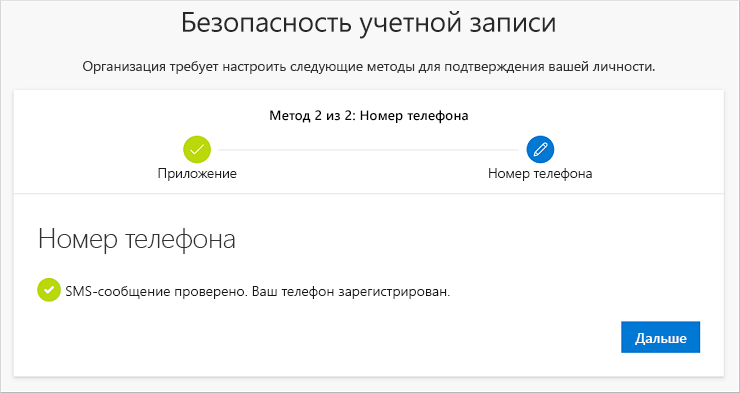 Безопасность учетной записи
Организация требует настроить следующие методы для подтверждения вашей личности.
Метод 2 из 2: Номер телефона
Приложение
Номер телефона
Номер телефона
SMS-сообщение проверено. Ваш телефон зарегистрирован.
Дальше